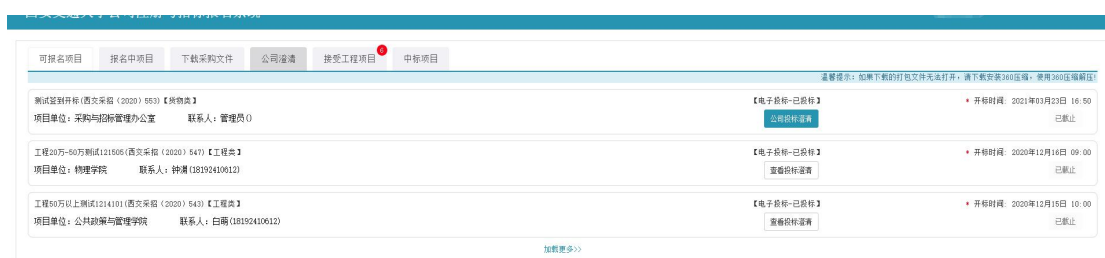 可报名项目 报名中项目 下载采购文件 公司澄清 接受工程项目 6 中标项目
温馨提示：如果下载的打包文件无法打开，请下载安装360压缩，使用360压缩解压!
测试签到开标(西交采招（2020）553)【货物类】 【电子投标-已投标】 * 开标时间：2021年03月23日 16:50
项目单位：采购与招标管理办公室 联系人：管理员() 公司投标澄清 已截止
工程20万-50万测试121505(西交采招（2020）547)【工程类】 【电子投标-已投标】 * 开标时间：2020年12月16日 09:00
项目单位：物理学院 联系人：钟澍(18192410612) 查看投标澄清 已截止
工程50万以上测试1214101(西交采招（2020）543)【工程类】 【电子投标-已投标】 * 开标时间：2020年12月15日 10:00
项目单位：公共政策与管理学院 联系人：白萌(18192410612) 查看投标澄清 已截止
加载更多>>